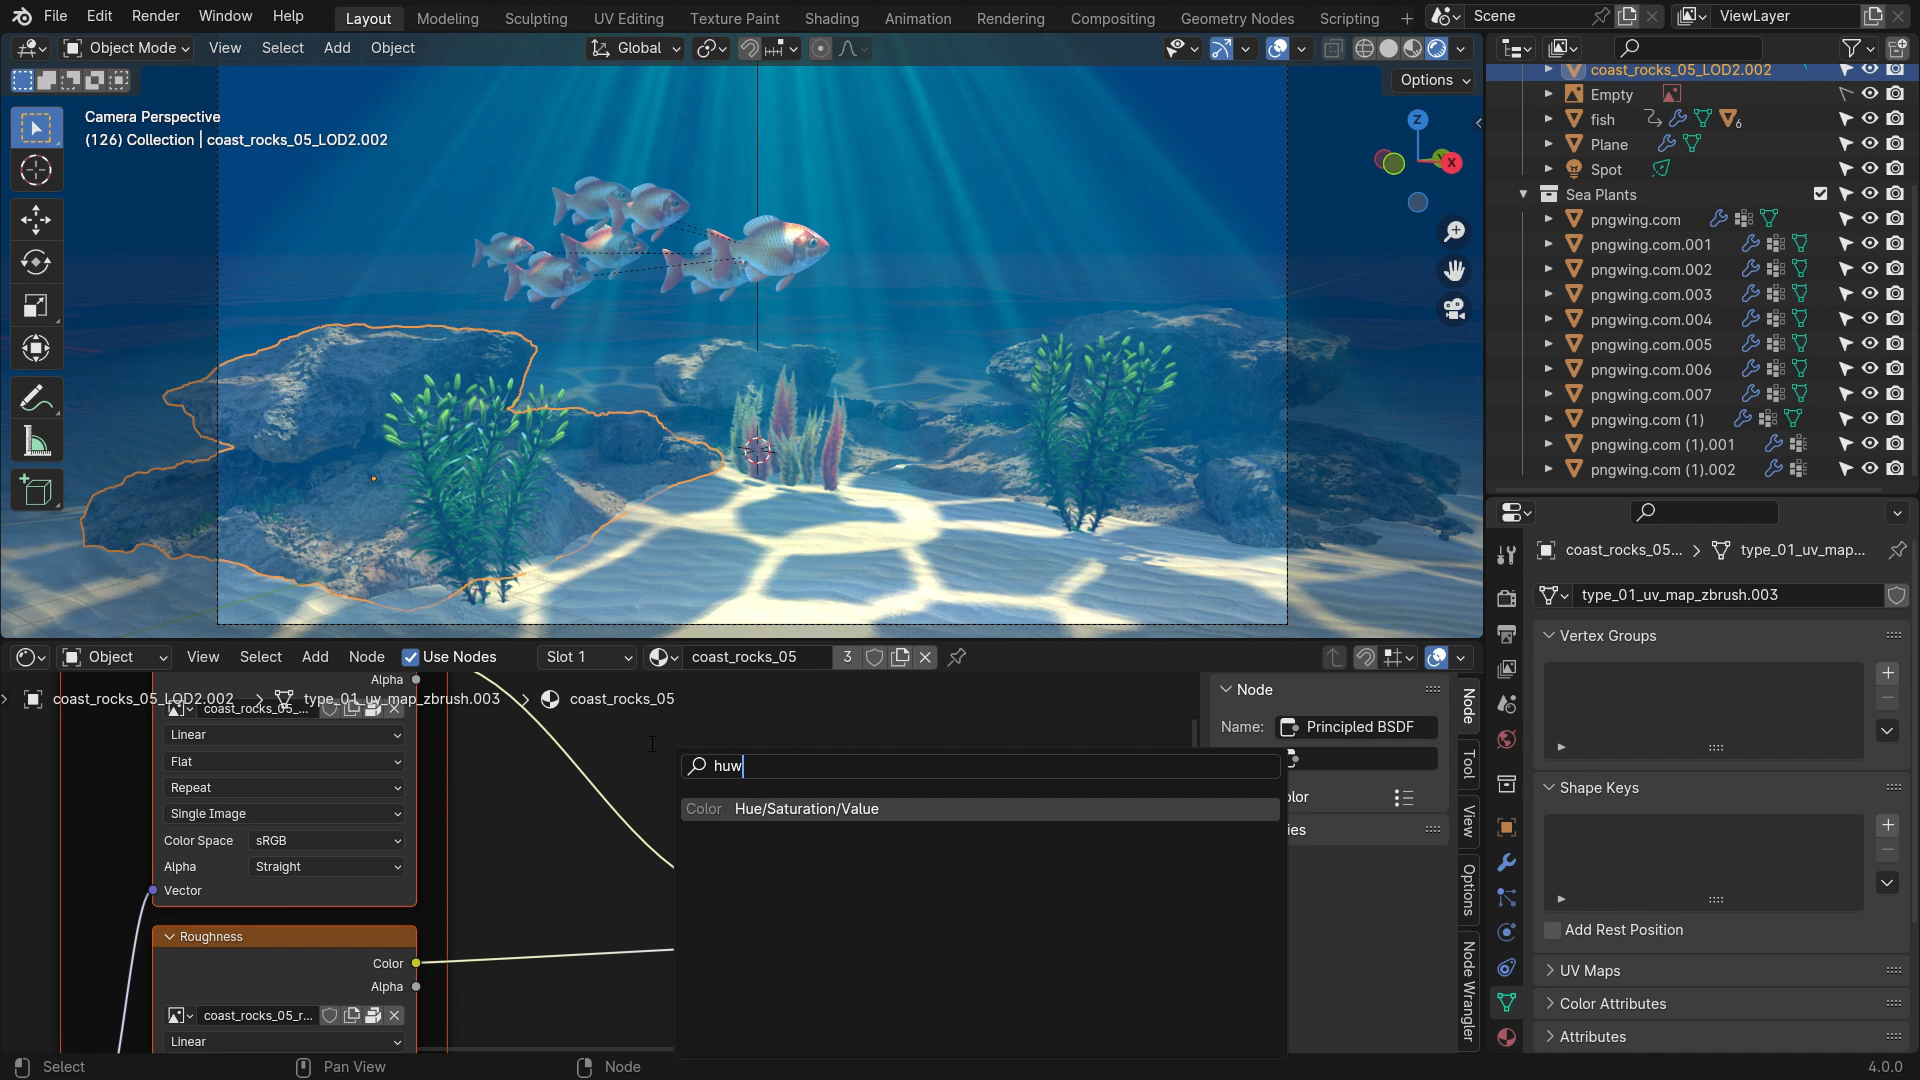 File Edit Render Window Help Layout Modeling Sculpting UV Editing Texture Paint Shading Animation Rendering Compositing Geometry Nodes Scripting + Scene ViewLayer
Object Mode View Select Add Object Global
Options
Camera Perspective
(126) Collection | coast_rocks_05_LOD2.002
Z
X
coast_rocks_05_LOD2.002
Empty
fish 6
Plane
Spot
Sea Plants
pngwing.com
pngwing.com.001
pngwing.com.002
pngwing.com.003
pngwing.com.004
pngwing.com.005
pngwing.com.006
pngwing.com.007
pngwing.com (1)
pngwing.com (1).001
pngwing.com (1).002
coast_rocks_05... > type_01_uv_map...
type_01_uv_map_zbrush.003
Vertex Groups
Shape Keys
Add Rest Position
UV Maps
Color Attributes
Attributes
Object View Select Add Node Use Nodes Slot 1 coast_rocks_05 3
coast_rocks_05_LOD2.002 > type_01_uv_map_zbrush.003 > coast_rocks_05
Alpha
coast_rocks_05_...
Linear
Flat
Repeat
Single Image
Color Space sRGB
Alpha Straight
Vector
Roughness
Color
Alpha
coast_rocks_05_r...
Linear
huw
Color Hue/Saturation/Value
Node
Name: Principled BSDF
olor
ies
Node
Tool
View
Options
Node Wrangler
Select Pan View Node 4.0.0